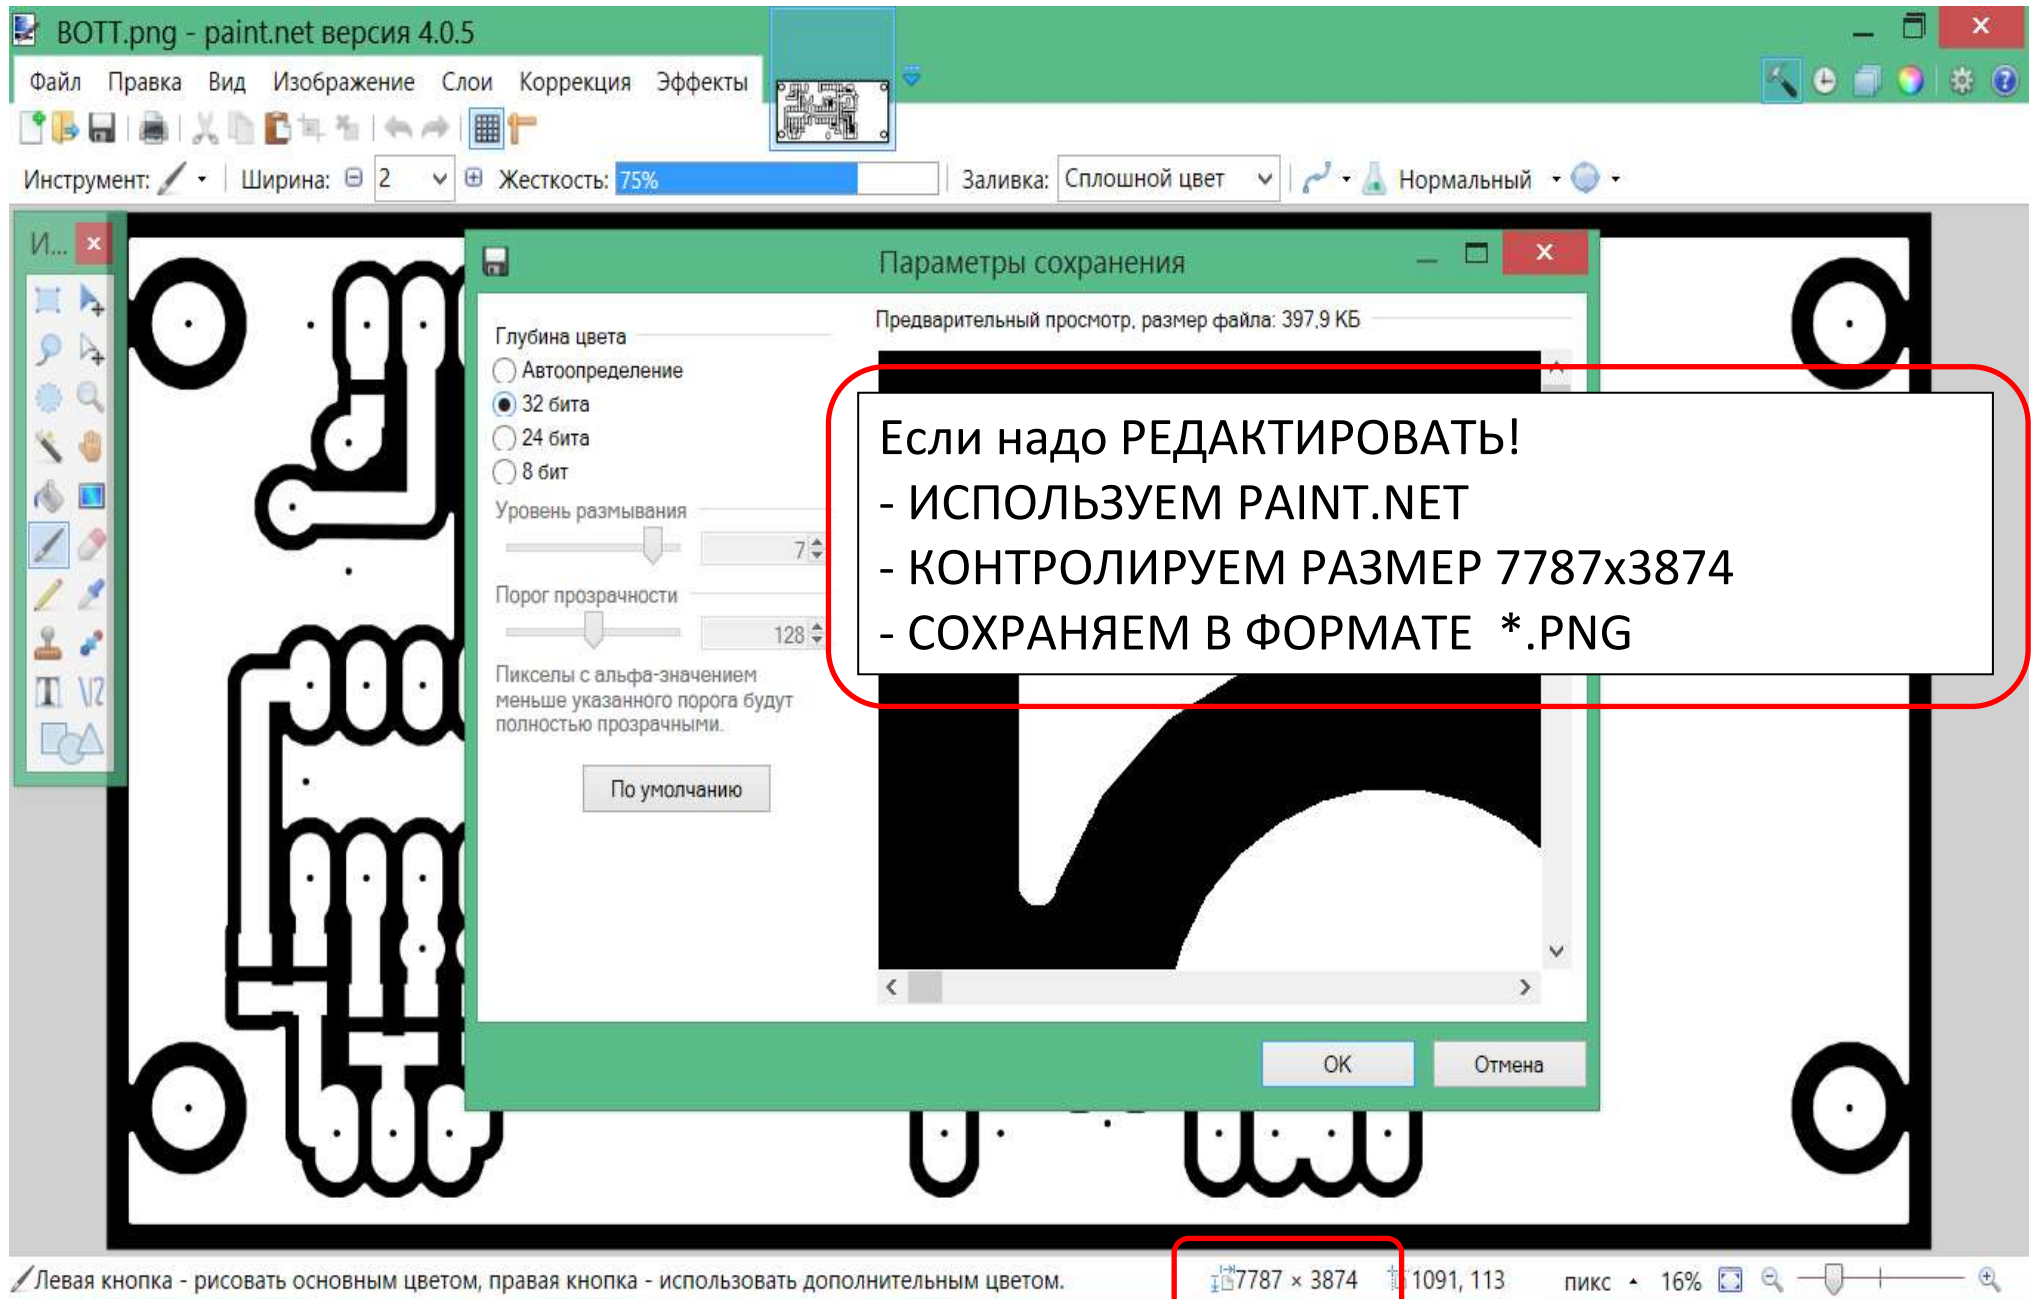 BOTT.png - paint.net версия 4.0.5
Файл Правка Вид Изображение Слои Коррекция Эффекты
Инструмент: Ширина: 2 Жесткость: 75% Заливка: Сплошной цвет Нормальный
И...
Параметры сохранения
Глубина цвета
Автоопределение
32 бита
24 бита
8 бит
Уровень размывания
7
Порог прозрачности
128
Пикселы с альфа-значением
меньше указанного порога будут
полностью прозрачными.
По умолчанию
Предварительный просмотр, размер файла: 397,9 КБ
Если надо РЕДАКТИРОВАТЬ!
- ИСПОЛЬЗУЕМ PAINT.NET
- КОНТРОЛИРУЕМ РАЗМЕР 7787x3874
- СОХРАНЯЕМ В ФОРМАТЕ *.PNG
OK Отмена
Левая кнопка - рисовать основным цветом, правая кнопка - использовать дополнительным цветом. 7787 × 3874 1091, 113 пикс 16%